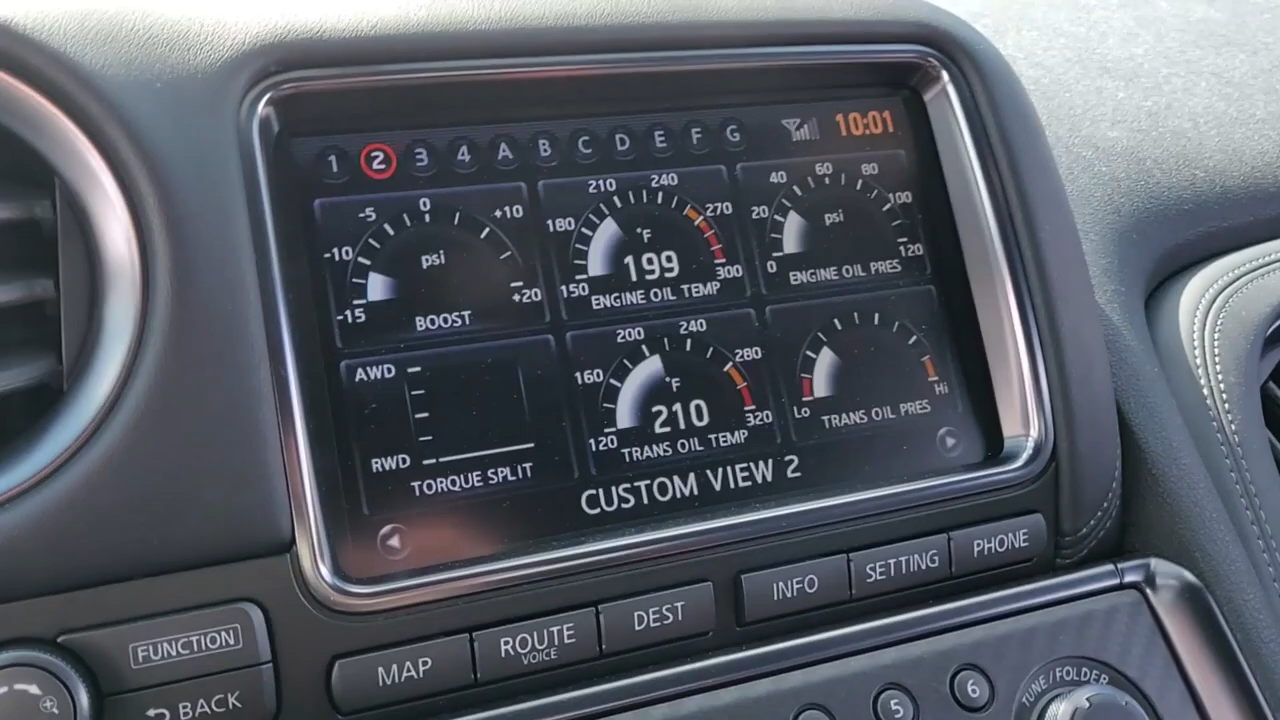 1 2 3 4 A B C D E F G 10:01
-15 -10 -5 0 +10 +20
psi
BOOST
150 180 210 240 270 300
°F
199
ENGINE OIL TEMP
0 20 40 60 80 100 120
psi
ENGINE OIL PRES
AWD
RWD
TORQUE SPLIT
120 160 200 240 280 320
°F
210
TRANS OIL TEMP
Lo Hi
TRANS OIL PRES
CUSTOM VIEW 2
FUNCTION
BACK
MAP
ROUTE
VOICE
DEST
INFO
SETTING
PHONE
5
6
TUNE/FOLDER